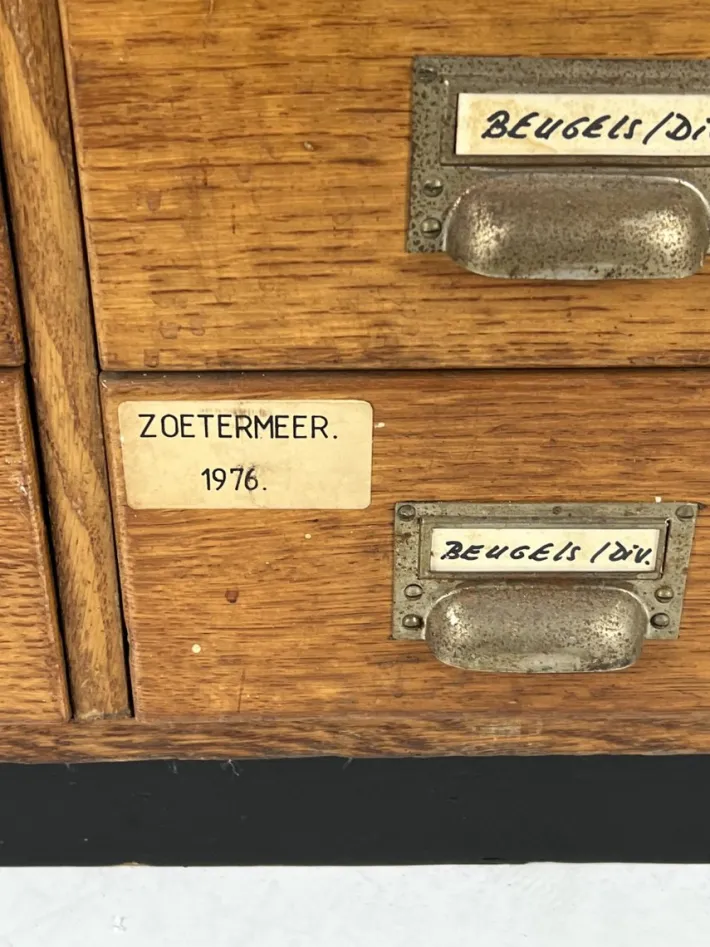 BEUGELS/Di
ZOETERMEER.
1976.
BEUGELS/Div.